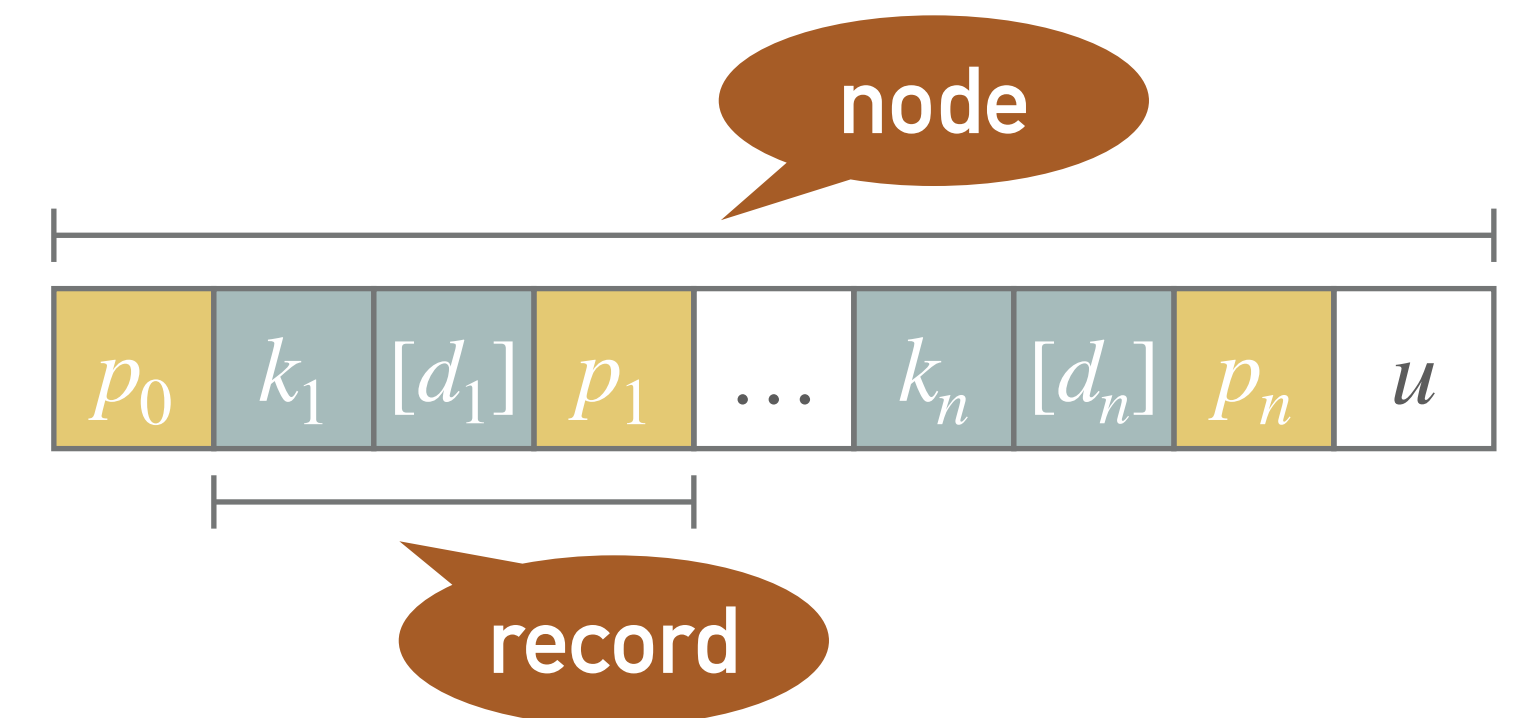 node
p₀ k₁ [d₁] p₁ … kₙ [dₙ] pₙ u
record